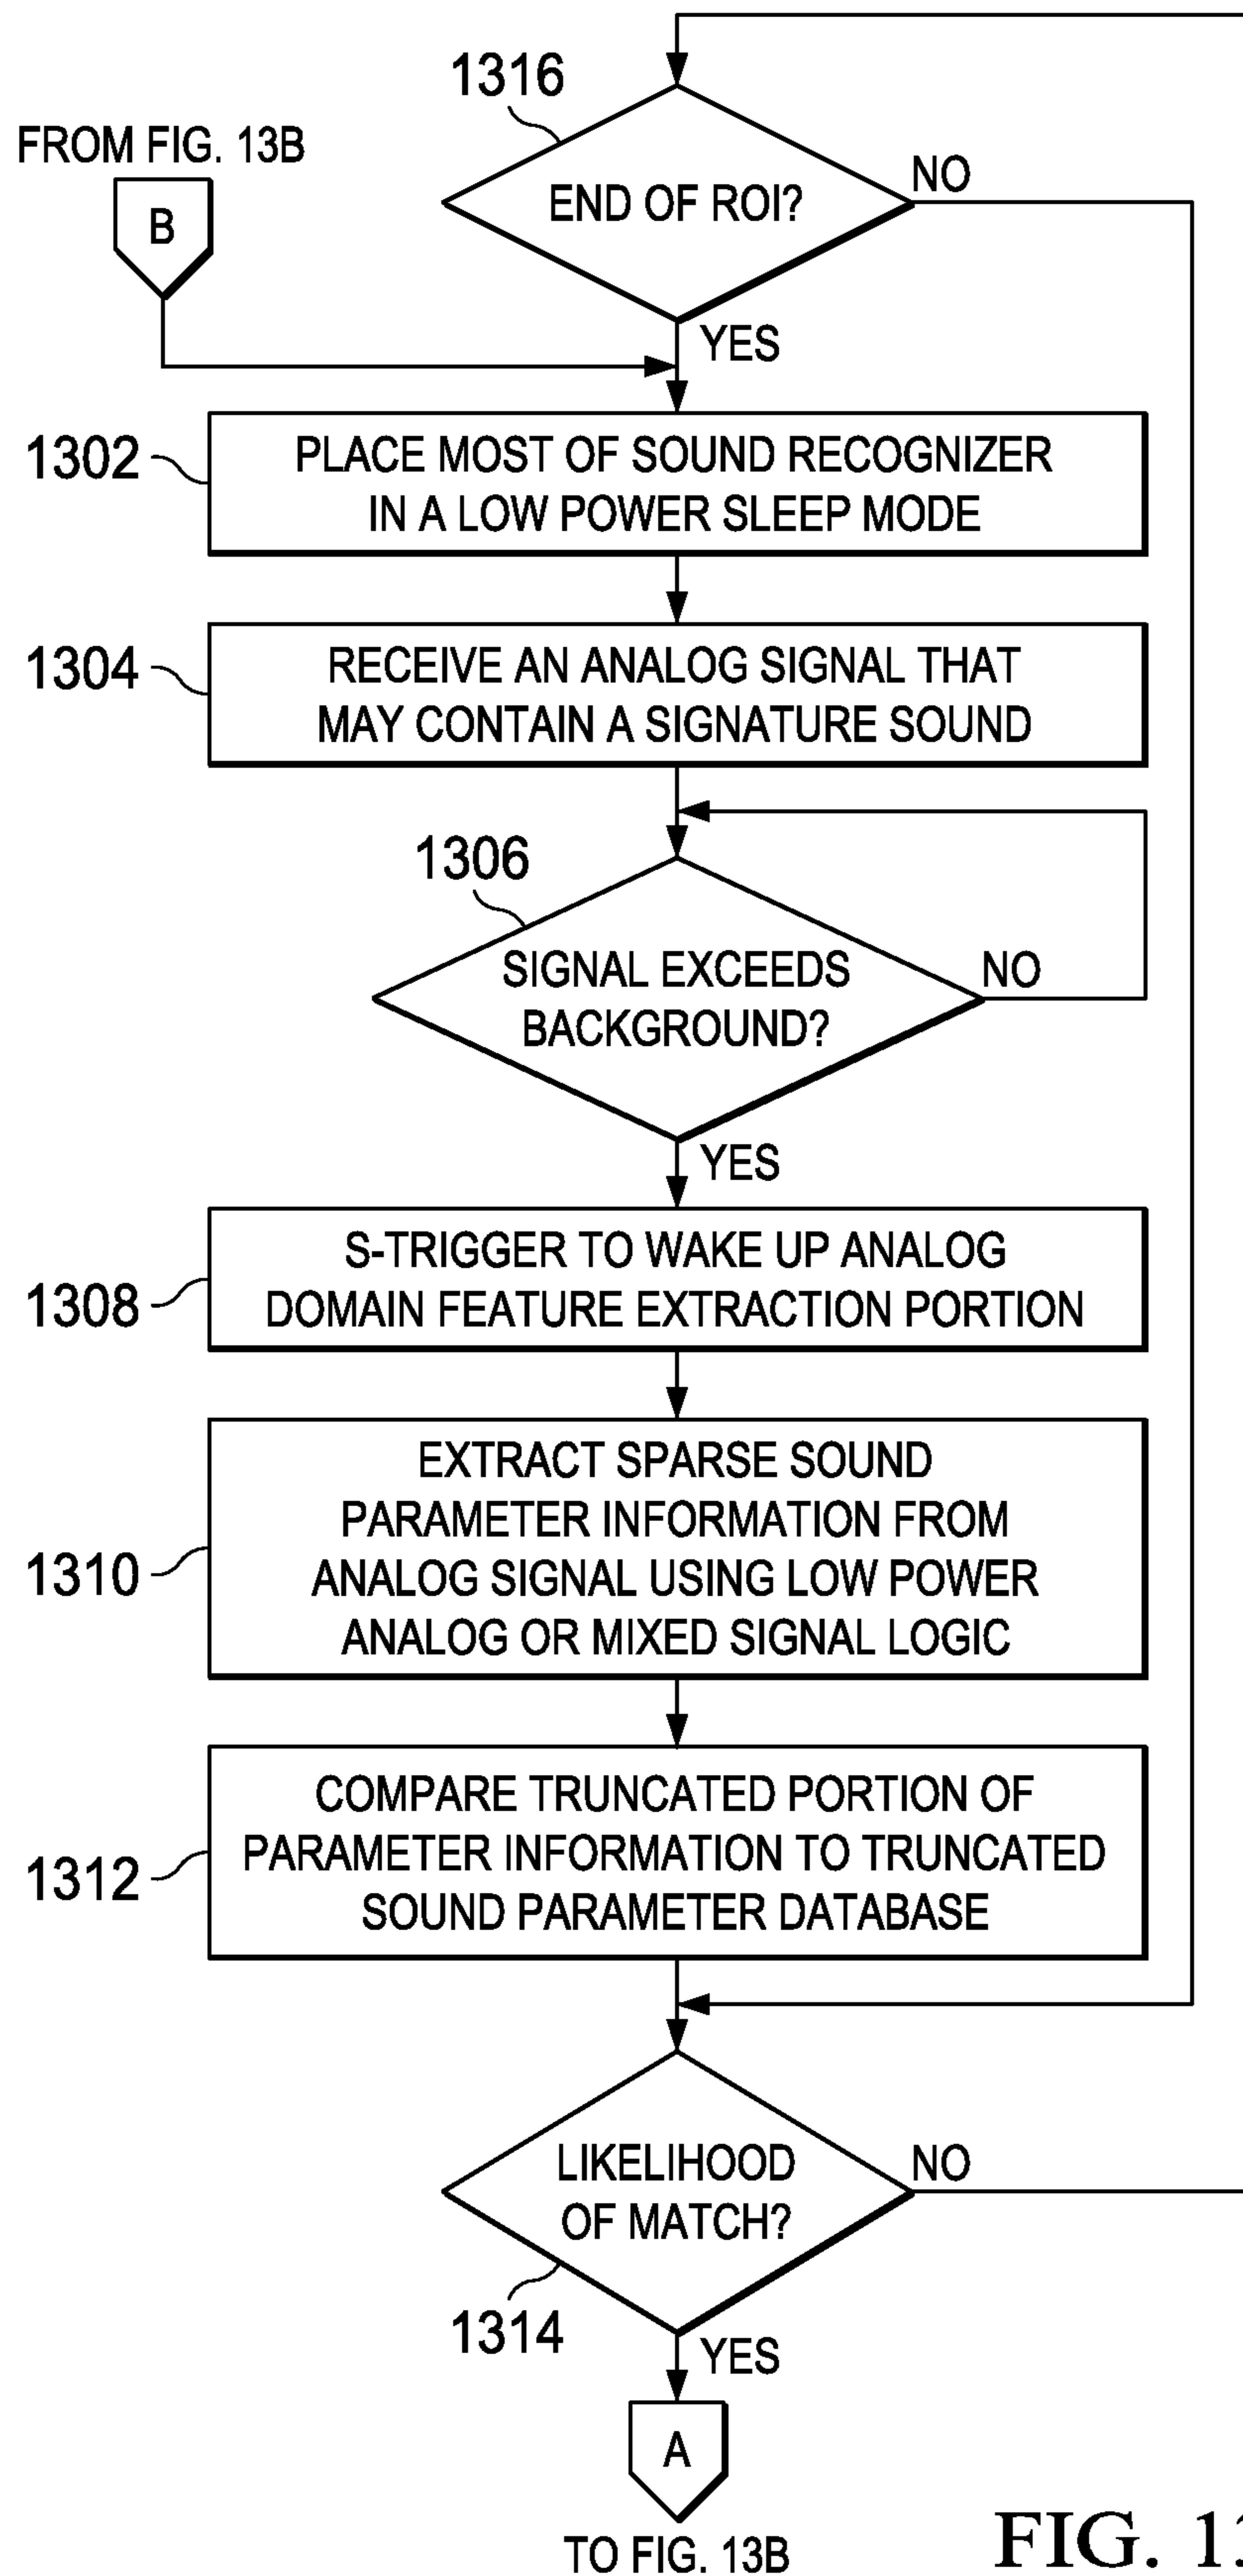 1316
FROM FIG. 13B
B
END OF ROI?
NO
YES
1302
PLACE MOST OF SOUND RECOGNIZER
IN A LOW POWER SLEEP MODE
1304
RECEIVE AN ANALOG SIGNAL THAT
MAY CONTAIN A SIGNATURE SOUND
1306
SIGNAL EXCEEDS
BACKGROUND?
NO
YES
1308
S-TRIGGER TO WAKE UP ANALOG
DOMAIN FEATURE EXTRACTION PORTION
1310
EXTRACT SPARSE SOUND
PARAMETER INFORMATION FROM
ANALOG SIGNAL USING LOW POWER
ANALOG OR MIXED SIGNAL LOGIC
1312
COMPARE TRUNCATED PORTION OF
PARAMETER INFORMATION TO TRUNCATED
SOUND PARAMETER DATABASE
LIKELIHOOD
OF MATCH?
NO
1314
YES
A
TO FIG. 13B
FIG. 13